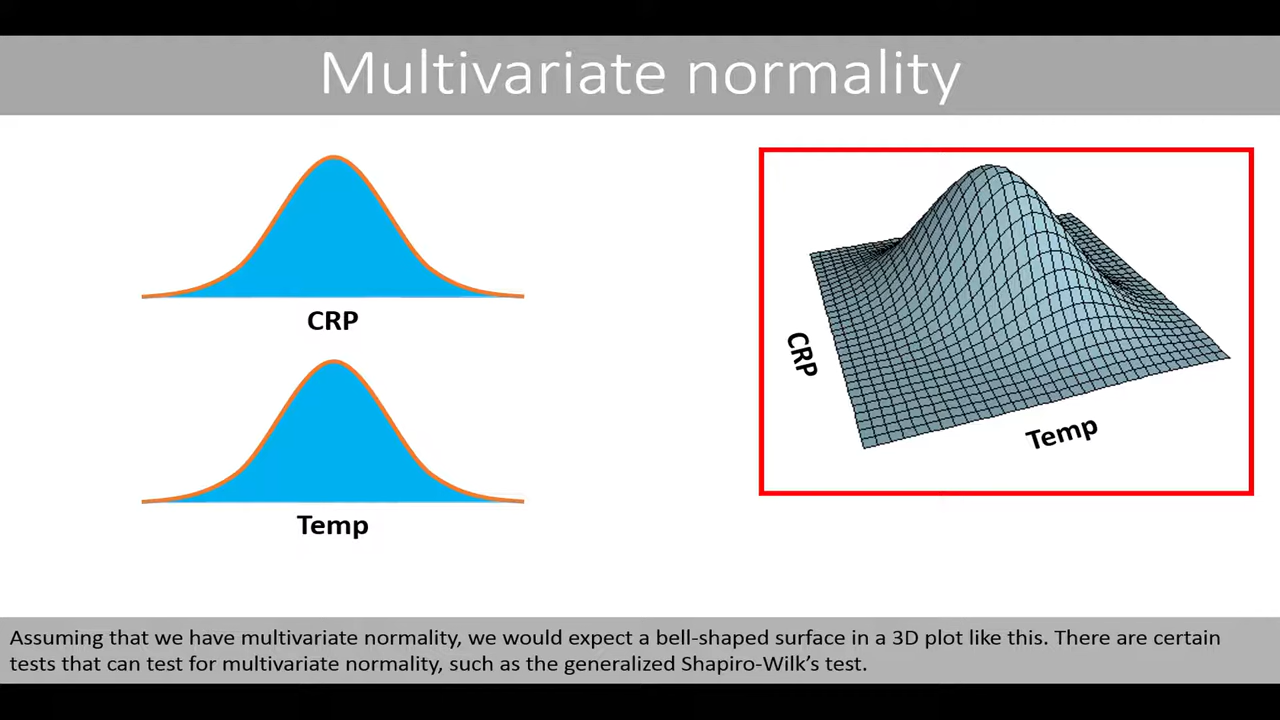 Multivariate normality
CRP
Temp
CRP
Temp
Assuming that we have multivariate normality, we would expect a bell-shaped surface in a 3D plot like this. There are certain
tests that can test for multivariate normality, such as the generalized Shapiro-Wilk’s test.